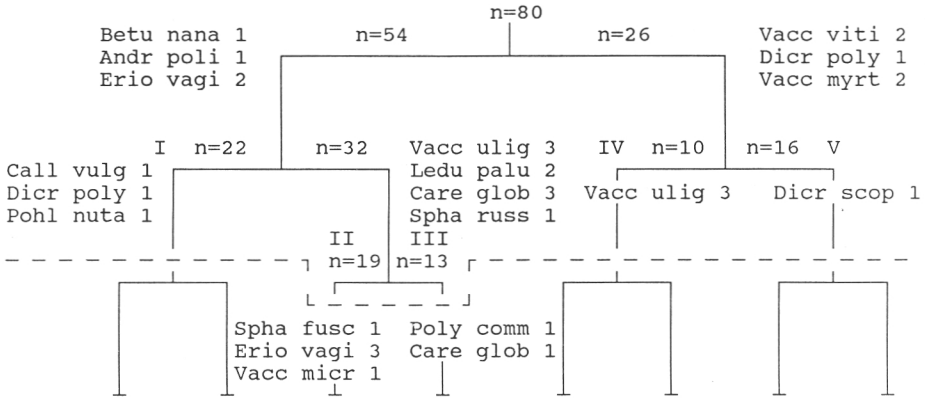 n=80
Betu nana 1 n=54 n=26 Vacc viti 2
Andr poli 1 Dicr poly 1
Erio vagi 2 Vacc myrt 2
I n=22 n=32 Vacc ulig 3 IV n=10 n=16 V
Call vulg 1 Ledu palu 2
Dicr poly 1 Care glob 3 Vacc ulig 3 Dicr scop 1
Pohl nuta 1 Spha russ 1
II III
n=19 n=13
Spha fusc 1 Poly comm 1
Erio vagi 3 Care glob 1
Vacc micr 1